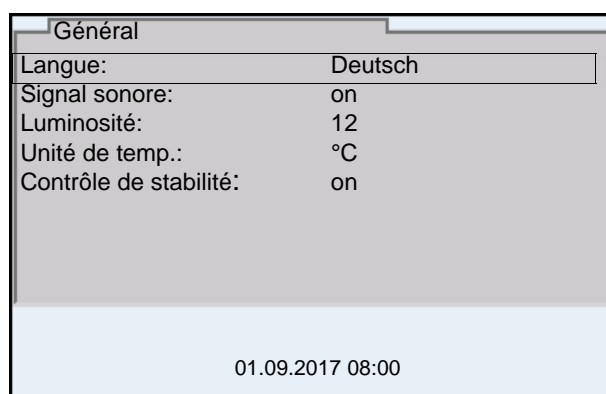 Général
Langue: Deutsch
Signal sonore: on
Luminosité: 12
Unité de temp.: °C
Contrôle de stabilité: on
01.09.2017 08:00